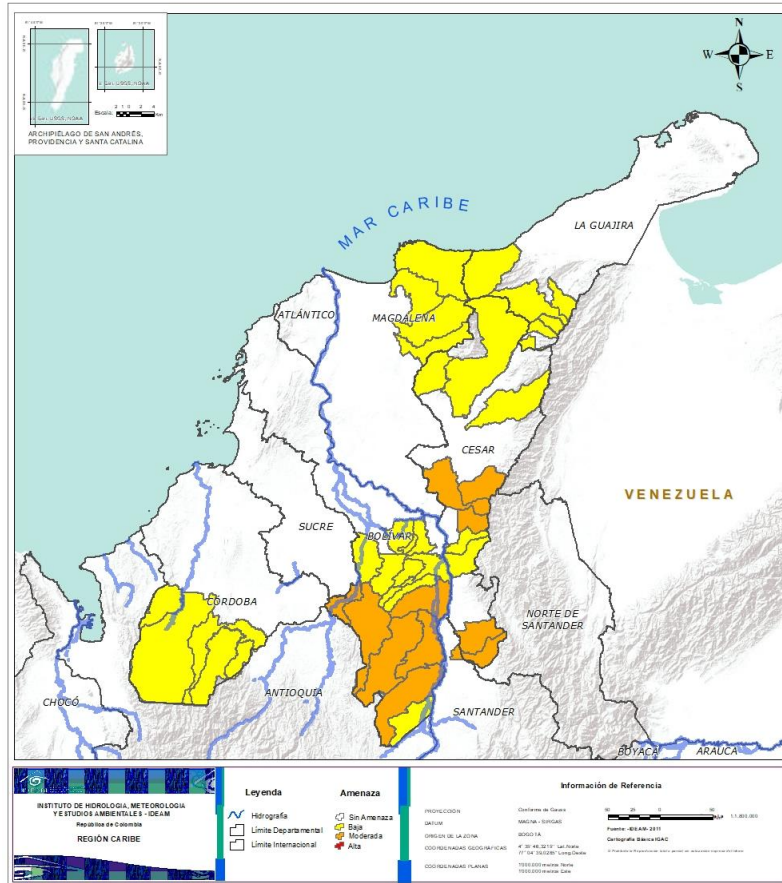 ARCHIPIÉLAGO DE SAN ANDRÉS,
PROVIDENCIA Y SANTA CATALINA
N
W E
S
MAR CARIBE
LA GUAJIRA
ATLÁNTICO
MAGDALENA
CESAR
VENEZUELA
SUCRE
BOLÍVAR
CÓRDOBA
NORTE DE
SANTANDER
ANTIOQUIA
CHOCÓ
SANTANDER
BOYACÁ
ARAUCA
INSTITUTO DE HIDROLOGIA, METEOROLOGIA
Y ESTUDIOS AMBIENTALES - IDEAM
República de Colombia
REGIÓN CARIBE
Leyenda
Hidrografía
Límite Departamental
Límite Internacional
Amenaza
Sin Amenaza
Baja
Moderada
Alta
Información de Referencia
PROYECCIÓN
DATUM
ORIGEN DE LA ZONA
BOGOTÁ
COORDENADAS GEOGRÁFICAS
COORDENADAS PLANAS
Fuente: IDEAM- 2011
Cartografía Básica IGAC